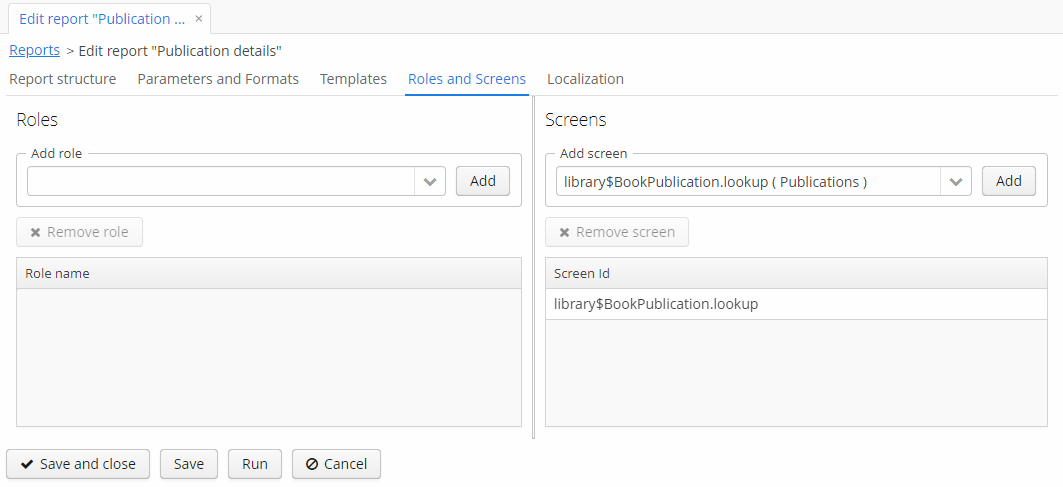 Edit report "Publication ... ×
Reports > Edit report "Publication details"
Report structure Parameters and Formats Templates Roles and Screens Localization
Roles
Add role
Add
Remove role
Role name
Screens
Add screen
library$BookPublication.lookup ( Publications ) Add
Remove screen
Screen Id
library$BookPublication.lookup
Save and close Save Run Cancel